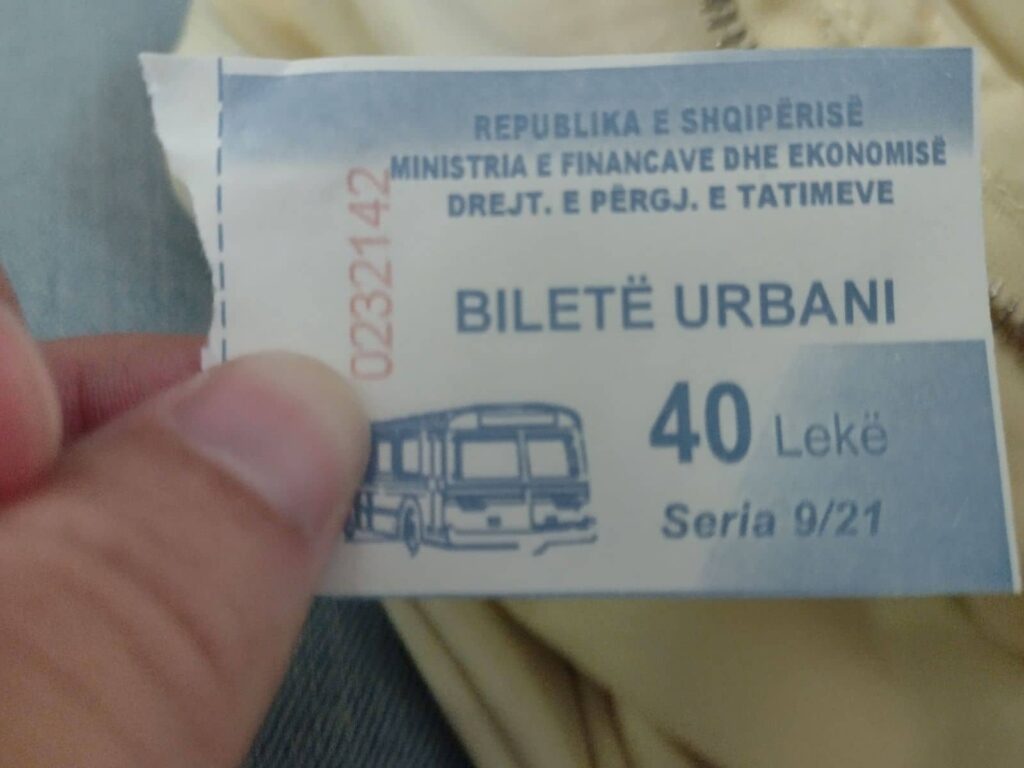 REPUBLIKA E SHQIPËRISË
MINISTRIA E FINANCAVE DHE EKONOMISË
DREJT. E PËRGJ. E TATIMEVE
0232142
BILETË URBANI
40 Lekë
Seria 9/21